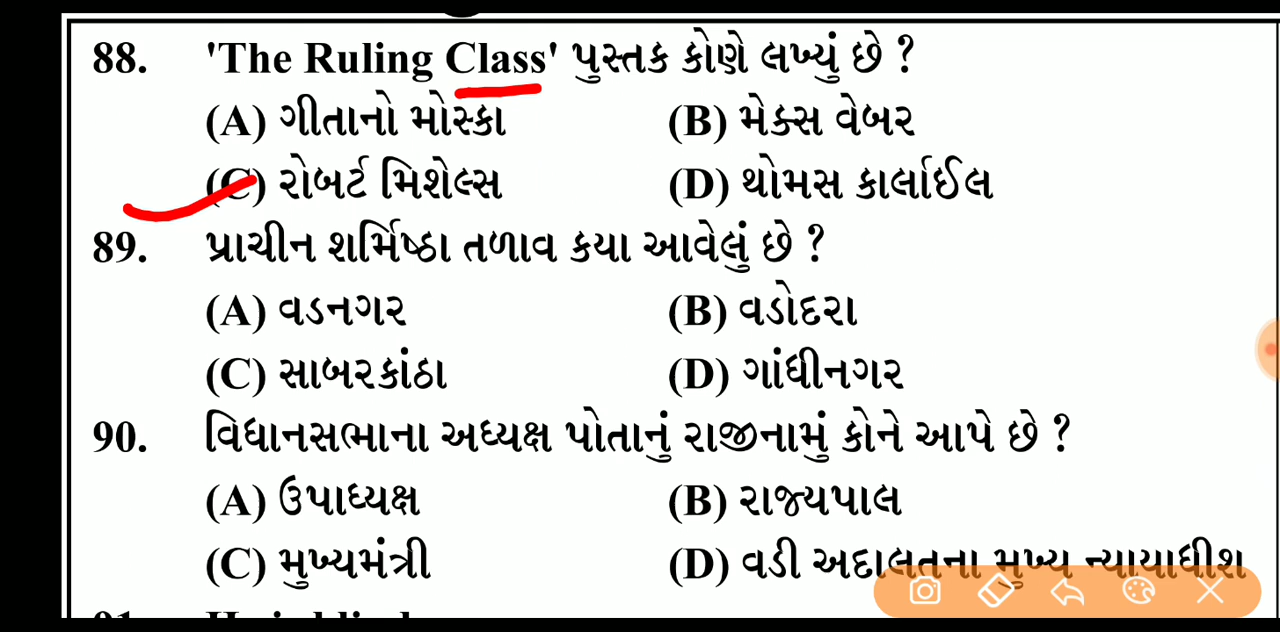 88. 'The Ruling Class' પુસ્તક કોણે લખ્યું છે ?
(A) ગીતાનો મોસ્કા (B) મેક્સ વેબર
(C) રોબર્ટ મિશેલ્સ (D) થોમસ કાર્લાઈલ
89. પ્રાચીન શર્મિષ્ઠા તળાવ કયા આવેલું છે ?
(A) વડનગર (B) વડોદરા
(C) સાબરકાંઠા (D) ગાંધીનગર
90. વિધાનસભાના અધ્યક્ષ પોતાનું રાજીનામું કોને આપે છે ?
(A) ઉપાધ્યક્ષ (B) રાજ્યપાલ
(C) મુખ્યમંત્રી (D) વડી અદાલતના મુખ્ય ન્યાયાધીશ